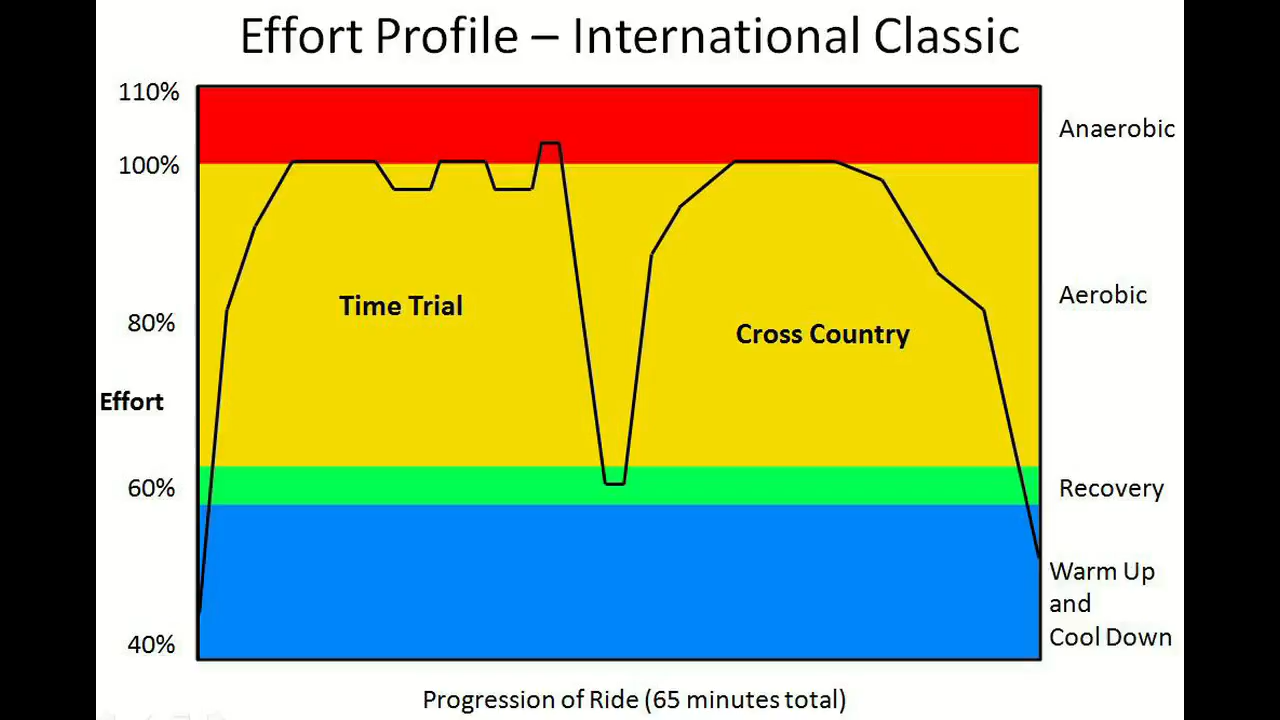 Effort Profile – International Classic
110%
Anaerobic
100%
Aerobic
Time Trial
80%
Cross Country
Effort
60%
Recovery
Warm Up
and
Cool Down
40%
Progression of Ride (65 minutes total)